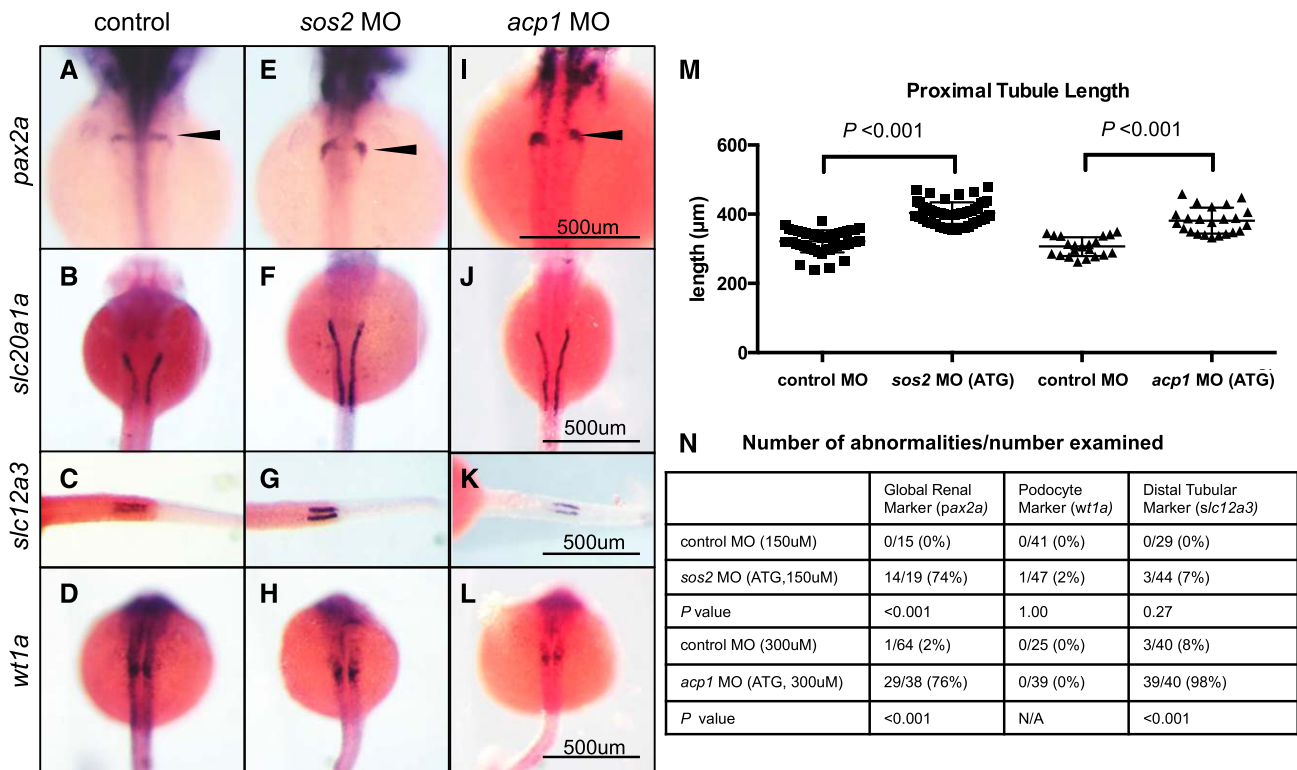 control sos2 MO acp1 MO
pax2a
A E I
500um
slc20a1a
B F J
500um
slc12a3
C G K
500um
wt1a
D H L
500um
M
Proximal Tubule Length
P <0.001 P <0.001
length (µm)
600
400
200
0
control MO sos2 MO (ATG) control MO acp1 MO (ATG)
N Number of abnormalities/number examined
Global Renal Marker (pax2a) Podocyte Marker (wt1a) Distal Tubular Marker (slc12a3)
control MO (150uM) 0/15 (0%) 0/41 (0%) 0/29 (0%)
sos2 MO (ATG,150uM) 14/19 (74%) 1/47 (2%) 3/44 (7%)
P value <0.001 1.00 0.27
control MO (300uM) 1/64 (2%) 0/25 (0%) 3/40 (8%)
acp1 MO (ATG, 300uM) 29/38 (76%) 0/39 (0%) 39/40 (98%)
P value <0.001 N/A <0.001